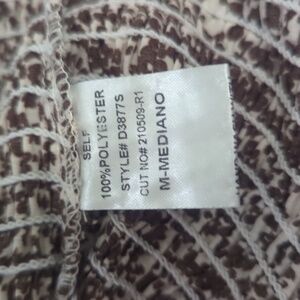 SELF
100%POLYESTER
STYLE# D3877S
CUT NO# 210509-R1
M-MEDIANO